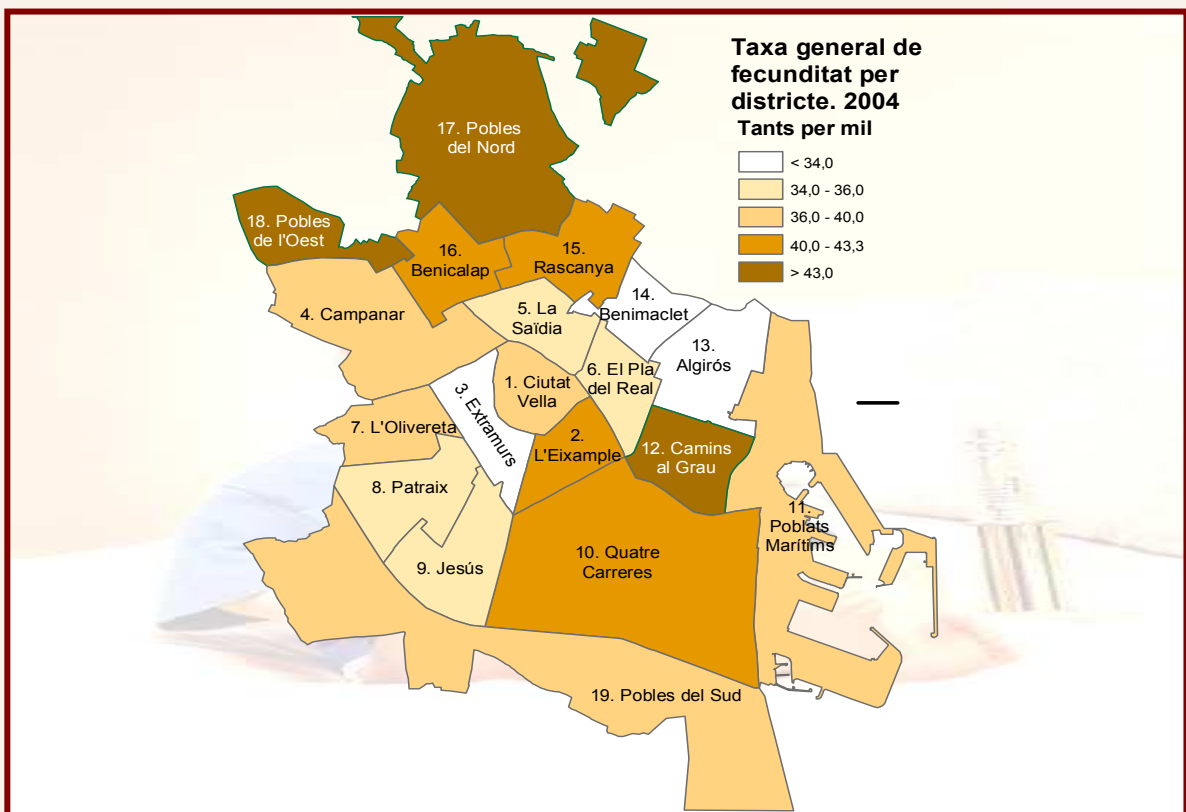 Taxa general de
fecunditat per
districte. 2004
Tants per mil
< 34,0
34,0 - 36,0
36,0 - 40,0
40,0 - 43,3
> 43,0
17. Pobles
del Nord
18. Pobles
de l'Oest
16.
Benicalap
15.
Rascanya
14.
Benimaclet
4. Campanar
5. La
Saïdia
13.
Algirós
6. El Pla
del Real
1. Ciutat
Vella
3. Extramurs
7. L'Olivereta
2.
L'Eixample
12. Camins
al Grau
8. Patraix
11.
Poblats
Marítims
10. Quatre
Carreres
9. Jesús
19. Pobles del Sud